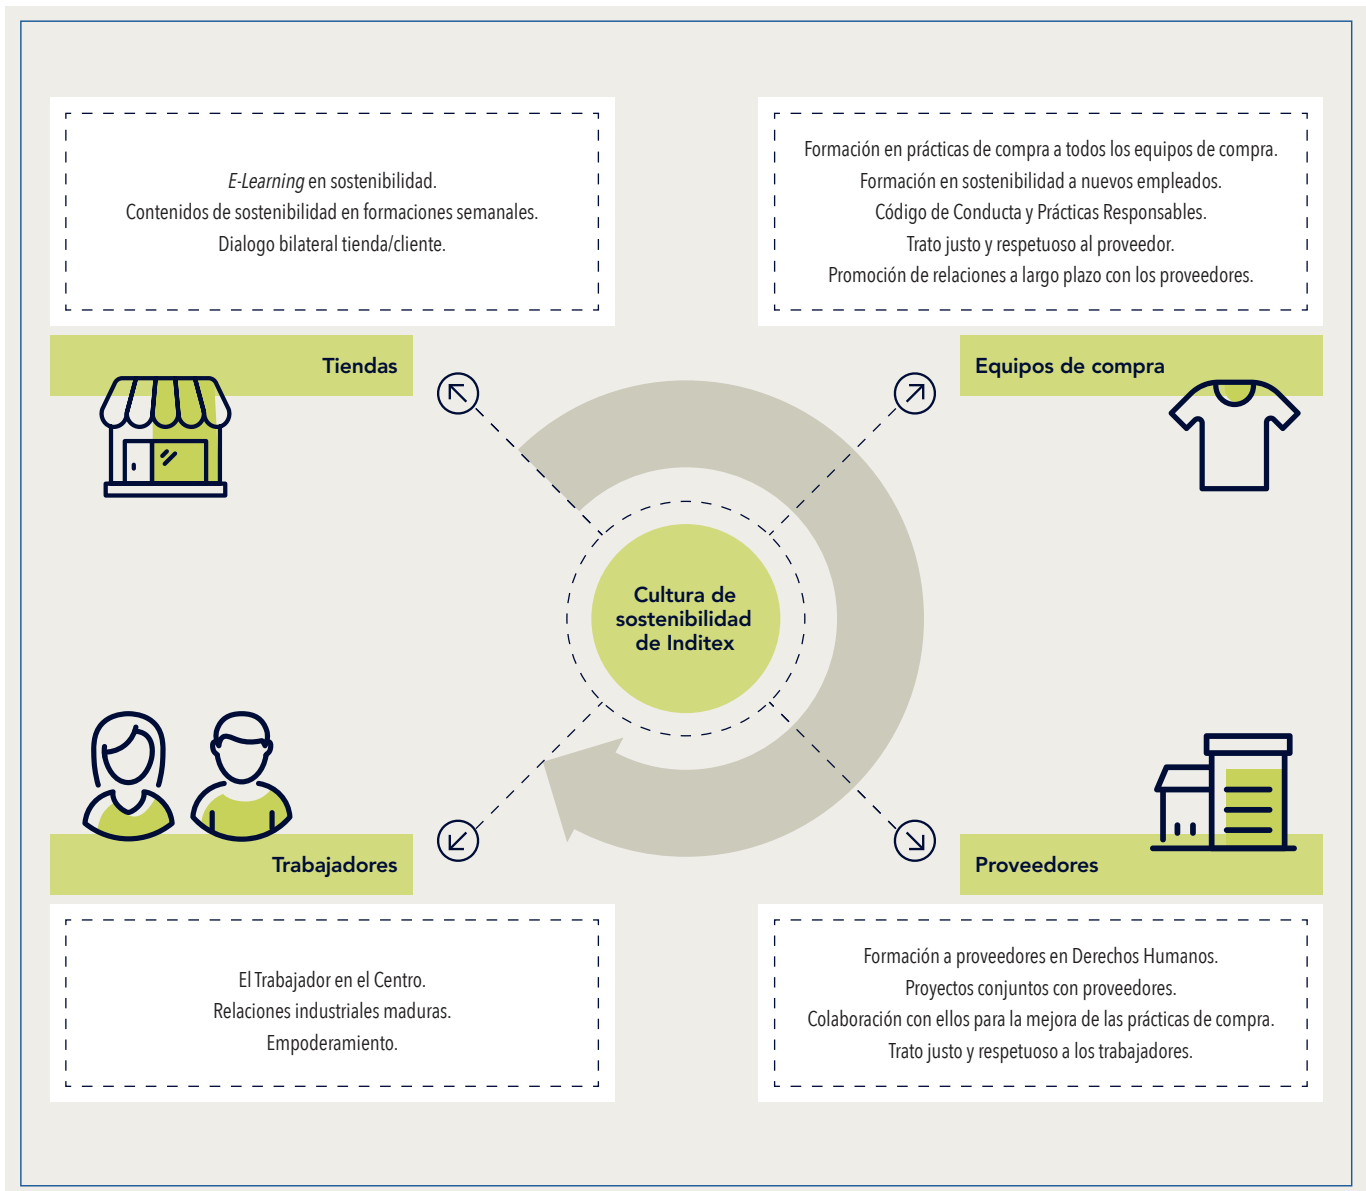 E-Learning en sostenibilidad.
Contenidos de sostenibilidad en formaciones semanales.
Dialogo bilateral tienda/cliente.
Tiendas
Formación en prácticas de compra a todos los equipos de compra.
Formación en sostenibilidad a nuevos empleados.
Código de Conducta y Prácticas Responsables.
Trato justo y respetuoso al proveedor.
Promoción de relaciones a largo plazo con los proveedores.
Equipos de compra
Cultura de
sostenibilidad
de Inditex
Trabajadores
El Trabajador en el Centro.
Relaciones industriales maduras.
Empoderamiento.
Proveedores
Formación a proveedores en Derechos Humanos.
Proyectos conjuntos con proveedores.
Colaboración con ellos para la mejora de las prácticas de compra.
Trato justo y respetuoso a los trabajadores.